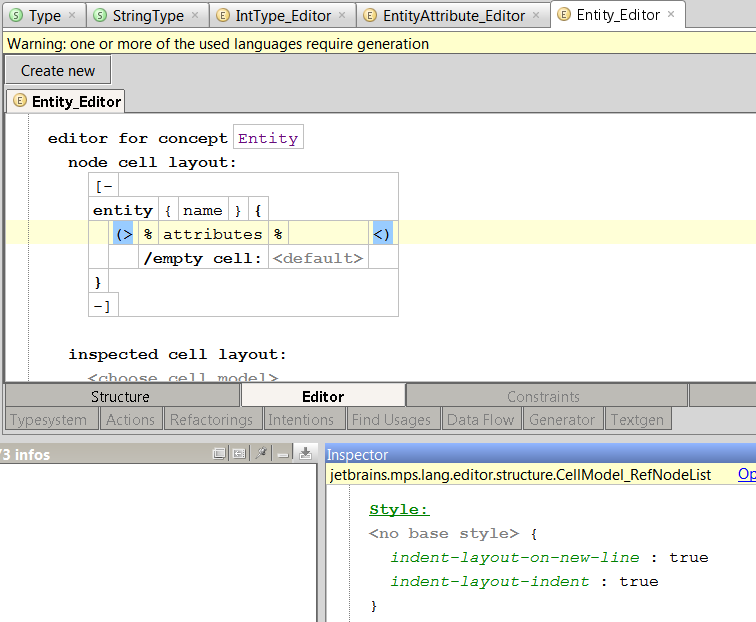 Type × StringType × IntType_Editor × EntityAttribute_Editor × Entity_Editor ×
Warning: one or more of the used languages require generation
Create new
Entity_Editor
editor for concept Entity
node cell layout:
[-
entity { name } {
(> % attributes % <)
/empty cell: <default>
}
-]
inspected cell layout:
<choose cell model>
Structure Editor Constraints
Typesystem Actions Refactorings Intentions Find Usages Data Flow Generator Textgen
/3 infos
Inspector
jetbrains.mps.lang.editor.structure.CellModel_RefNodeList Op
Style:
<no base style> {
indent-layout-on-new-line : true
indent-layout-indent : true
}